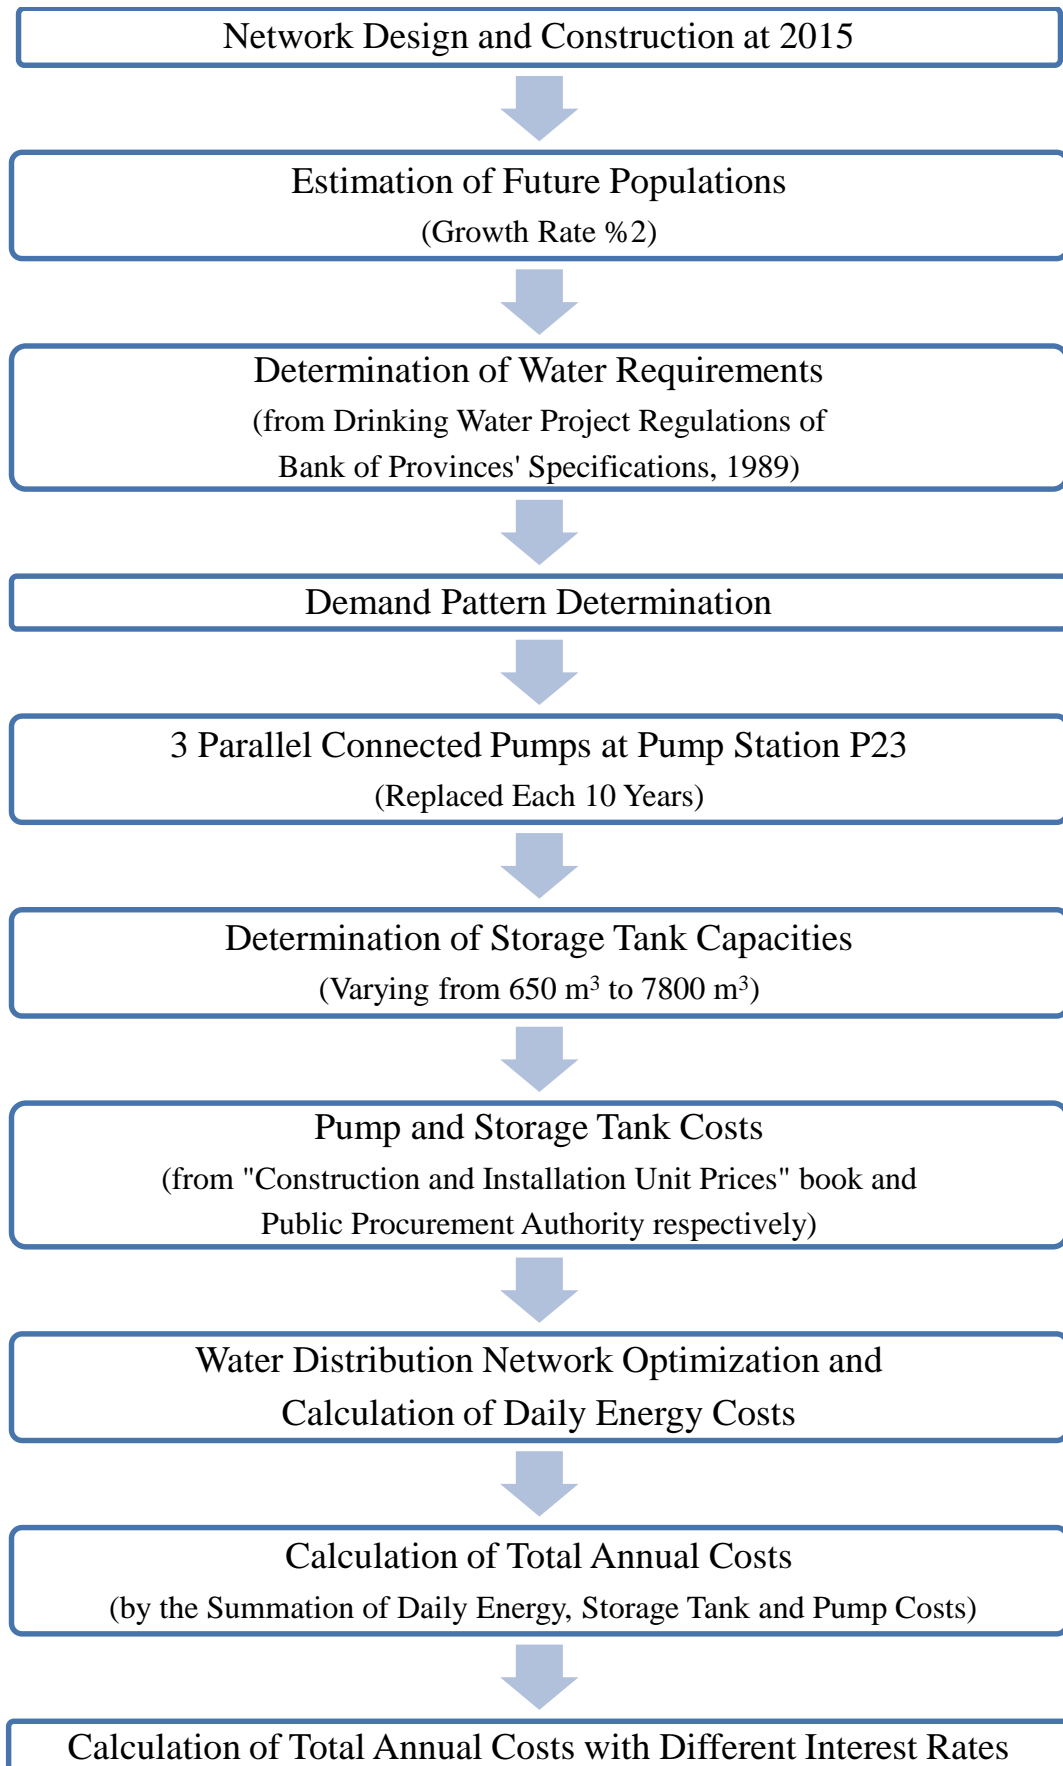 Network Design and Construction at 2015
Estimation of Future Populations
(Growth Rate %2)
Determination of Water Requirements
(from Drinking Water Project Regulations of
Bank of Provinces' Specifications, 1989)
Demand Pattern Determination
3 Parallel Connected Pumps at Pump Station P23
(Replaced Each 10 Years)
Determination of Storage Tank Capacities
(Varying from 650 m³ to 7800 m³)
Pump and Storage Tank Costs
(from "Construction and Installation Unit Prices" book and
Public Procurement Authority respectively)
Water Distribution Network Optimization and
Calculation of Daily Energy Costs
Calculation of Total Annual Costs
(by the Summation of Daily Energy, Storage Tank and Pump Costs)
Calculation of Total Annual Costs with Different Interest Rates